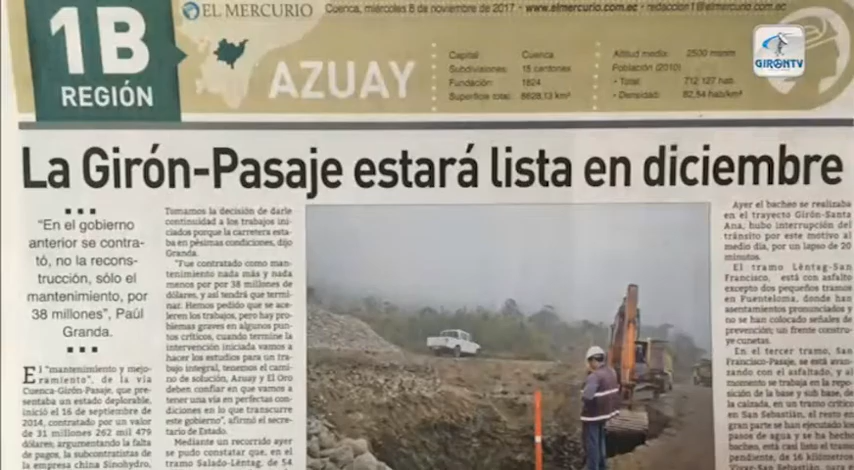 1B
REGIÓN
EL MERCURIO
Cuenca, miércoles 8 de noviembre de 2017 • www.elmercurio.com.ec • redaccion1@elmercurio.com.ec
AZUAY
Capital: Cuenca
Subdivisiones: 15 cantones
Fundación: 1824
Superficie total: 8628,13 km²
Altitud media: 2500 msnm
Población (2010)
• Total: 712 127 hab.
• Densidad: 82,54 hab/km²
GIRONTV
La Girón-Pasaje estará lista en diciembre
“En el gobierno
anterior se contra-
tó, no la recons-
trucción, sólo el
mantenimiento, por
38 millones”, Paúl
Granda.
El “mantenimiento y mejo-
ramiento”, de la vía
Cuenca-Girón-Pasaje, que pre-
sentaba un estado deplorable,
inició el 16 de septiembre de
2014, contratado por un valor
de 31 millones 262 mil 479
dólares; argumentando la falta
de pagos, la subcontratista de
la empresa china Sinohydro,
Tomamos la decisión de darle
continuidad a los trabajos ini-
ciados porque la carretera esta-
ba en pésimas condiciones, dijo
Granda.
“Fue contratado como man-
tenimiento nada más y nada
menos por por 38 millones de
dólares, y así tendrá que termi-
nar. Hemos pedido que se ace-
leren los trabajos, pero hay pro-
blemas graves en algunos pun-
tos críticos, cuando termine la
intervención iniciada vamos a
hacer los estudios para un tra-
bajo integral, tenemos el cami-
no de solución, Azuay y El Oro
deben confiar en que vamos a
tener una vía en perfectas con-
diciones en lo que transcurre
este gobierno”, afirmó el secre-
tario de Estado.
Mediante un recorrido ayer
se pudo constatar que, en el
tramo Salado-Léntag, de 54
Ayer el bacheo se realizaba
en el trayecto Girón-Santa
Ana, hubo interrupción del
tránsito por este motivo al
medio día, por un lapso de 20
minutos.
El tramo Léntag-San
Francisco, está con asfalto
excepto dos pequeños tramos
en Fuenteloma, donde han
asentamientos pronunciados y
no se han colocado señales de
prevención; un frente constru-
ye cunetas.
En el tercer tramo, San
Francisco-Pasaje, se está avan-
zando con el asfaltado, y al
momento se trabaja en la repo-
sición de la base y sub base, de
la calzada, en un tramo crítico
en San Sebastián, el resto en
gran parte se han ejecutado los
pasos de agua y se ha hecho
bacheo, está casi listo el tramo
pendiente, de 16 kilómetros